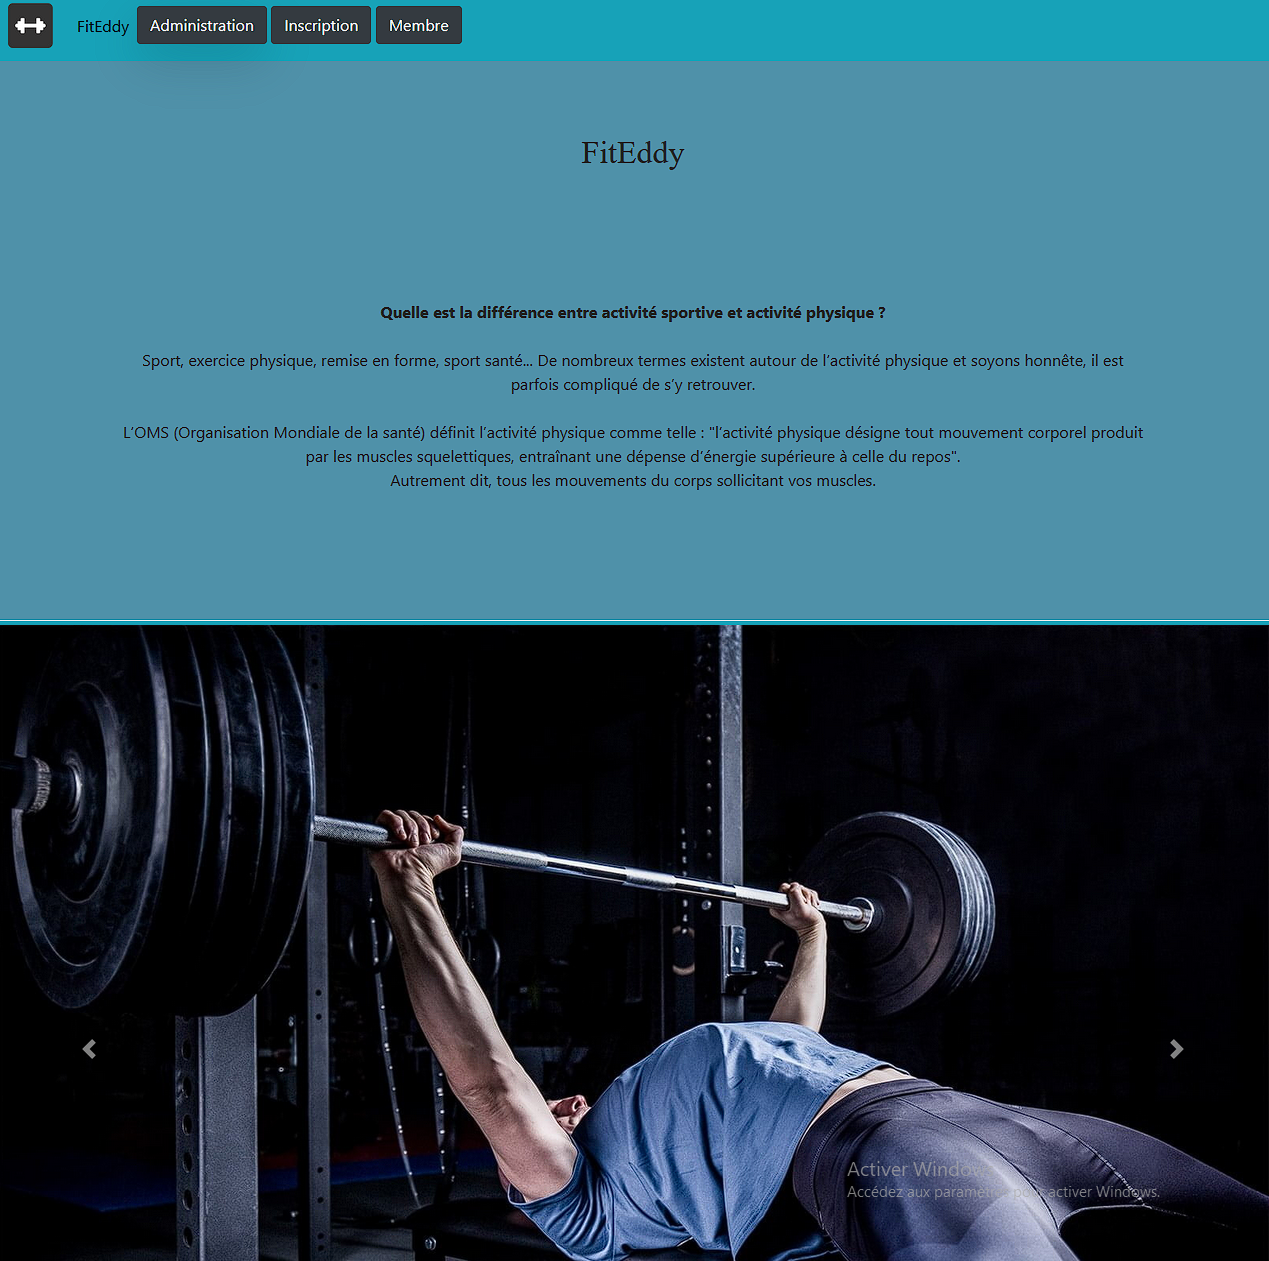 FitEddy Administration Inscription Membre
FitEddy
Quelle est la différence entre activité sportive et activité physique ?
Sport, exercice physique, remise en forme, sport santé... De nombreux termes existent autour de l’activité physique et soyons honnête, il est
parfois compliqué de s’y retrouver.
L’OMS (Organisation Mondiale de la santé) définit l’activité physique comme telle : "l’activité physique désigne tout mouvement corporel produit
par les muscles squelettiques, entraînant une dépense d’énergie supérieure à celle du repos".
Autrement dit, tous les mouvements du corps sollicitant vos muscles.
Activer Windows
Accédez aux paramètres pour activer Windows.